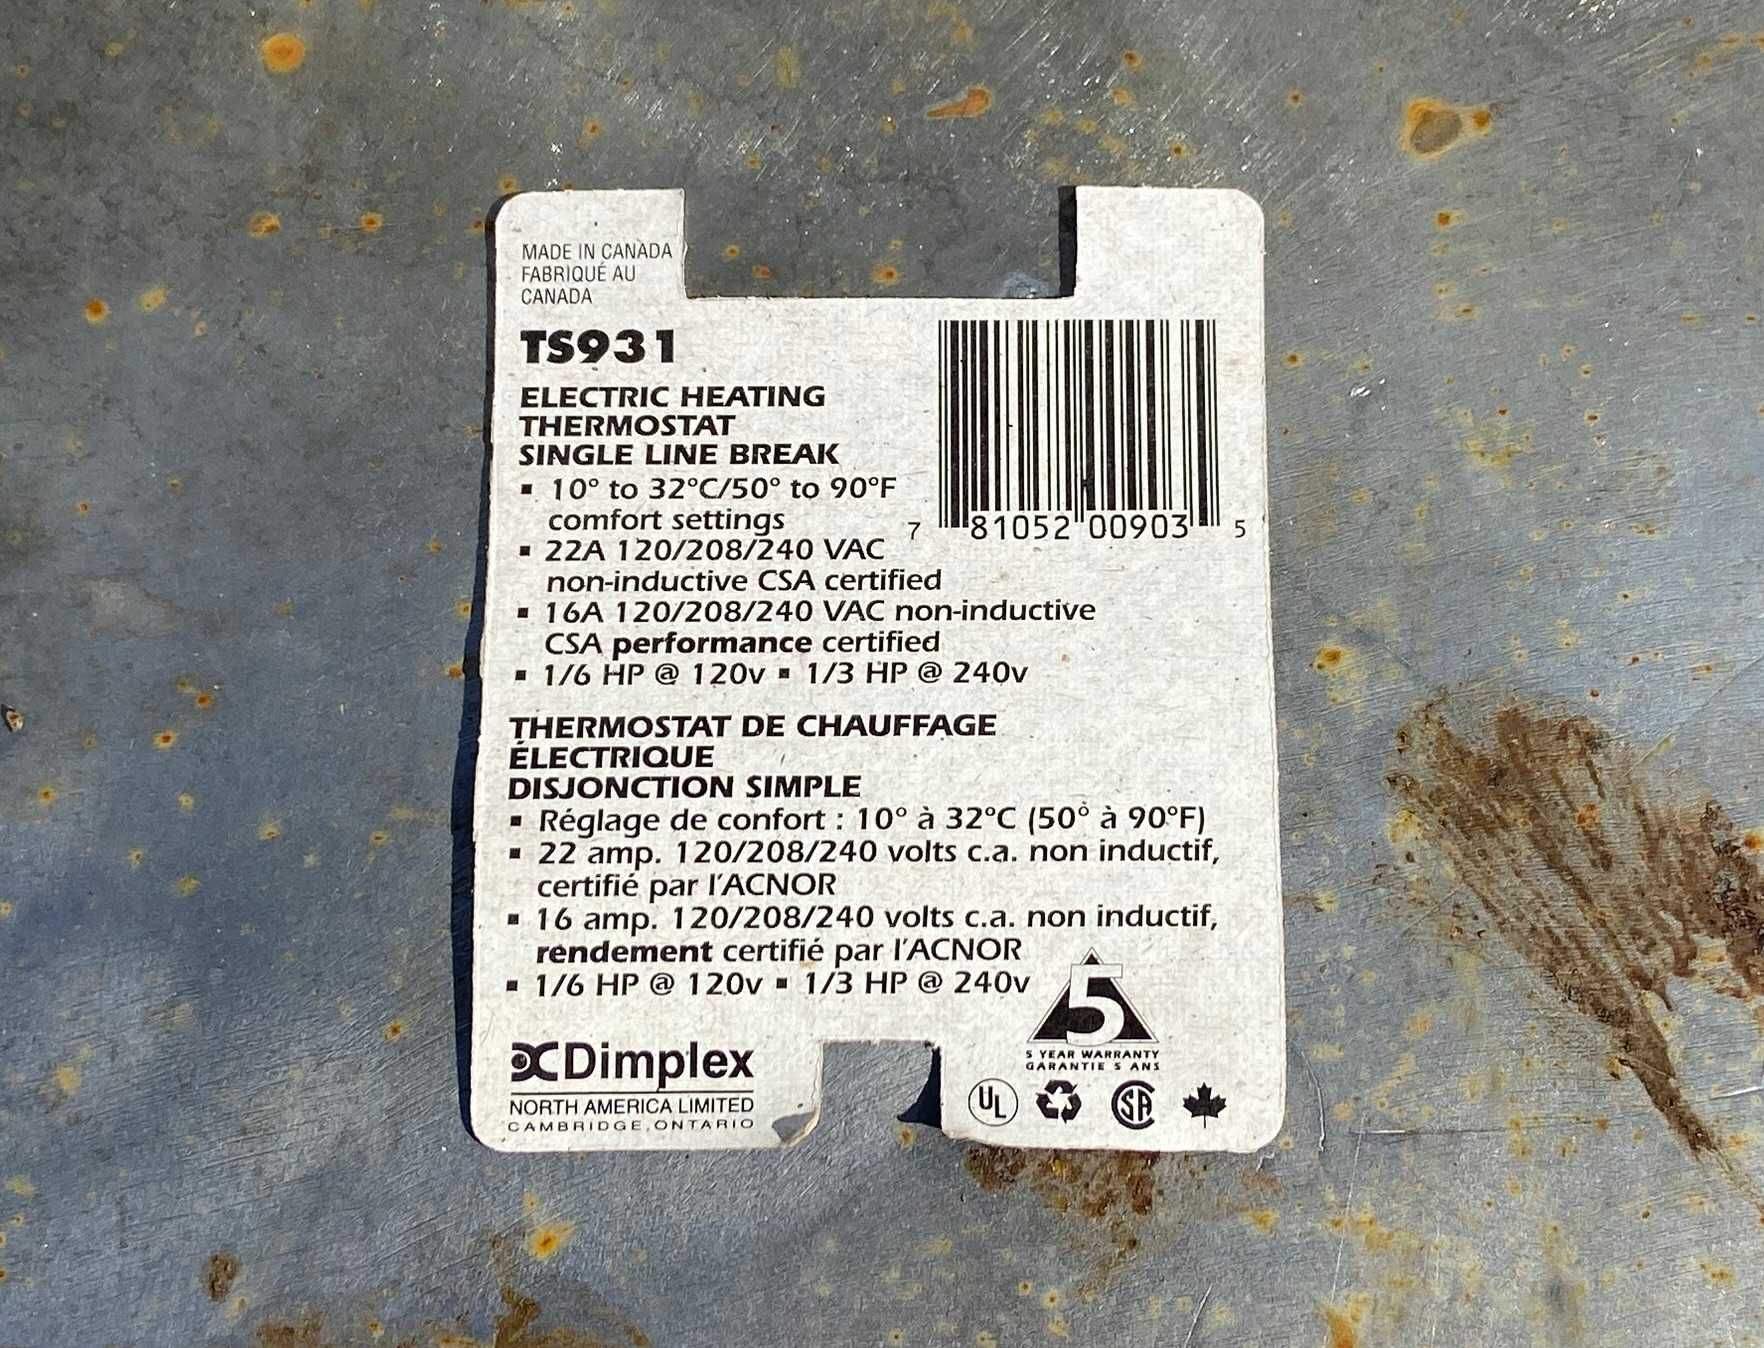 MADE IN CANADA
FABRIQUÉ AU
CANADA
TS931
ELECTRIC HEATING
THERMOSTAT
SINGLE LINE BREAK
▪ 10° to 32°C/50° to 90°F
comfort settings
▪ 22A 120/208/240 VAC
non-inductive CSA certified
▪ 16A 120/208/240 VAC non-inductive
CSA performance certified
▪ 1/6 HP @ 120v ▪ 1/3 HP @ 240v
7 81052 00903 5
THERMOSTAT DE CHAUFFAGE
ÉLECTRIQUE
DISJONCTION SIMPLE
▪ Réglage de confort : 10° à 32°C (50° à 90°F)
▪ 22 amp. 120/208/240 volts c.a. non inductif,
certifié par l'ACNOR
▪ 16 amp. 120/208/240 volts c.a. non inductif,
rendement certifié par l'ACNOR
▪ 1/6 HP @ 120v ▪ 1/3 HP @ 240v
5
5 YEAR WARRANTY
GARANTIE 5 ANS
Dimplex
NORTH AMERICA LIMITED
CAMBRIDGE, ONTARIO
UL
SA